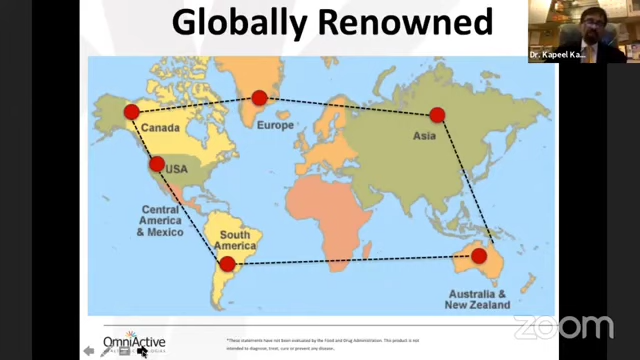 Globally Renowned
Dr. Kapeel Ka...
Canada
Europe
Asia
USA
Central
America
& Mexico
South
America
Australia &
New Zealand
OmniActive
*These statements have not been evaluated by the Food and Drug Administration. This product is not
intended to diagnose, treat, cure or prevent any disease.
zoom